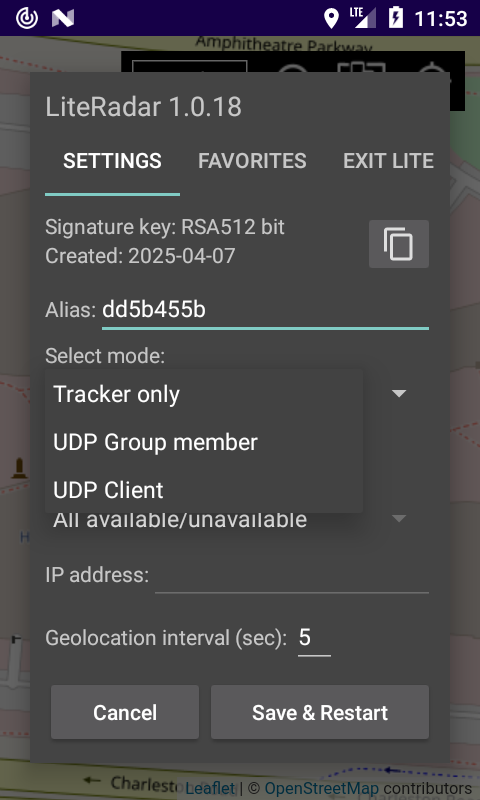 11:53
LTE
Amphitheatre Parkway
LiteRadar 1.0.18
SETTINGS
FAVORITES
EXIT LITE
Signature key: RSA512 bit
Created: 2025-04-07
Alias: dd5b455b
Select mode:
Tracker only
UDP Group member
UDP Client
All available/unavailable
IP address:
Geolocation interval (sec): 5
Cancel
Save & Restart
Leaflet | © OpenStreetMap contributors